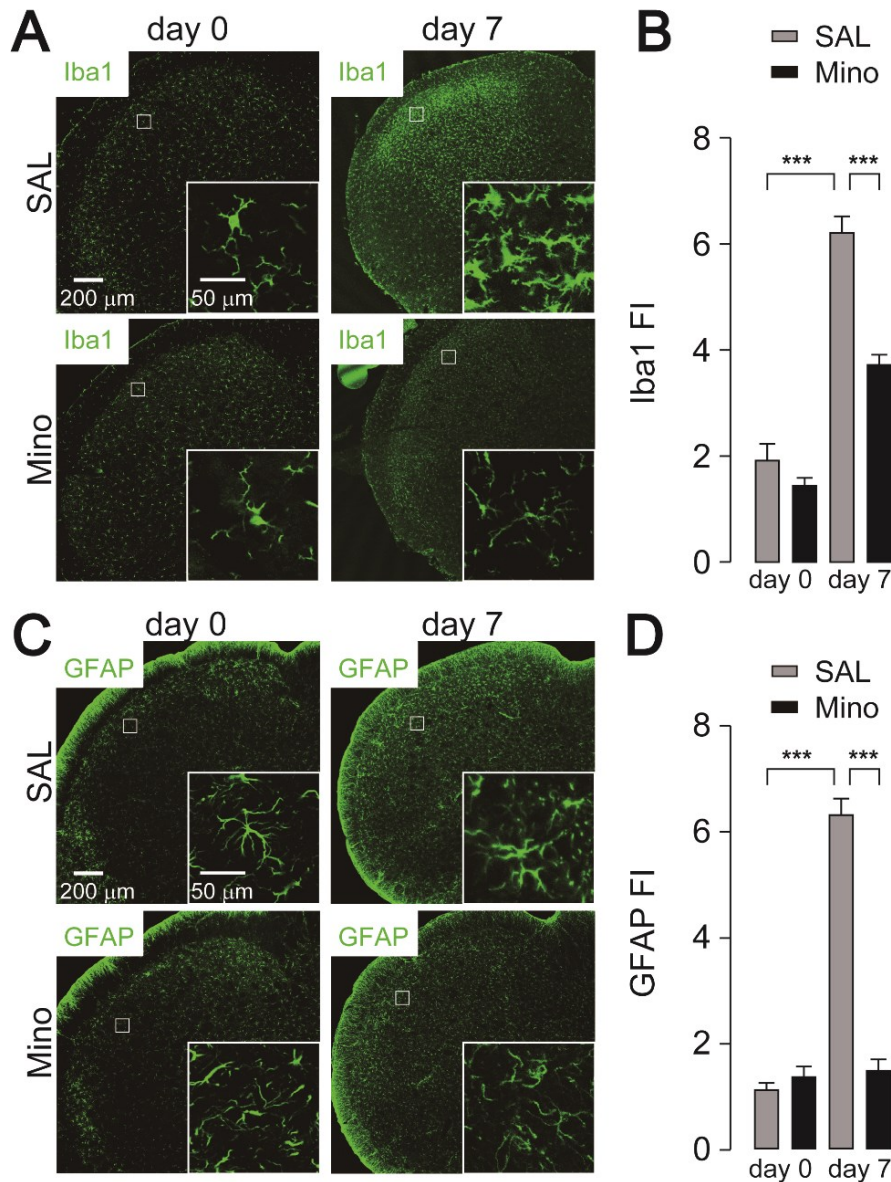 A
day 0
day 7
Iba1
Iba1
SAL
200 μm
50 μm
Iba1
Iba1
Mino
B
SAL
Mino
***
***
8
6
4
2
0
Iba1 FI
day 0
day 7
C
day 0
day 7
GFAP
GFAP
SAL
200 μm
50 μm
GFAP
GFAP
Mino
D
SAL
Mino
***
***
8
6
4
2
0
GFAP FI
day 0
day 7